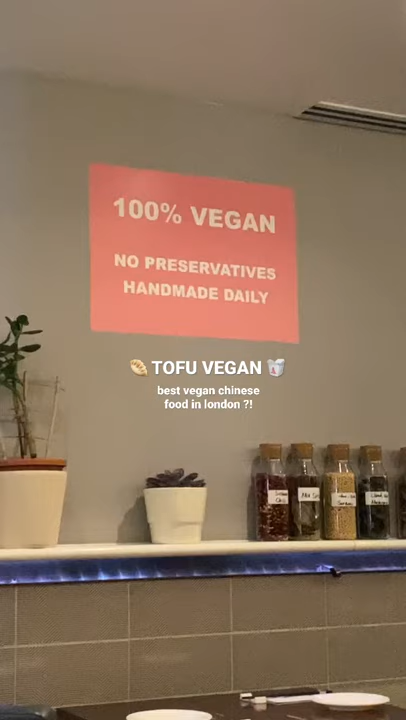 100% VEGAN
NO PRESERVATIVES
HANDMADE DAILY
🥟 TOFU VEGAN 🥡
best vegan chinese
food in london ?!